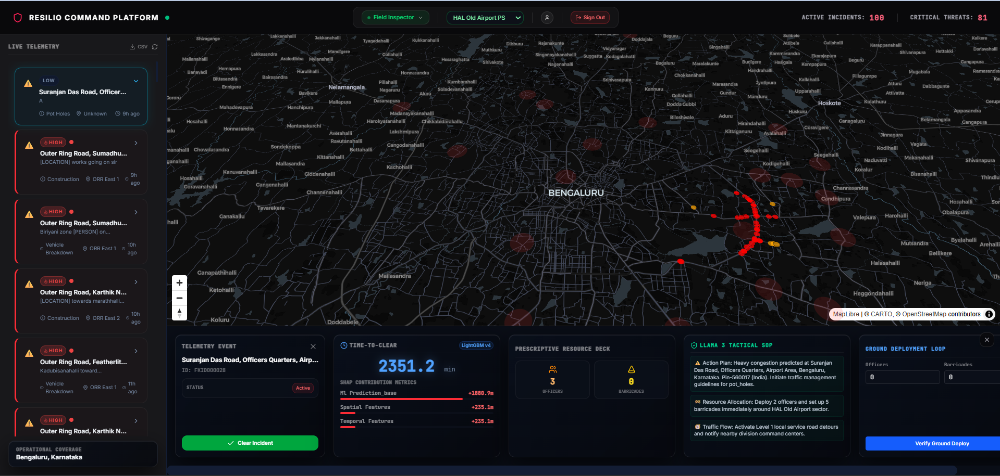 RESILIO COMMAND PLATFORM
Field Inspector
HAL Old Airport PS
Sign Out
ACTIVE INCIDENTS: 100
CRITICAL THREATS: 81
LIVE TELEMETRY
CSV
LOW
Suranjan Das Road, Officer...
A
Pot Holes Unknown 9h ago
HIGH
Outer Ring Road, Sumadhu...
[LOCATION] works going on sir
Construction ORR East 1 9h ago
HIGH
Outer Ring Road, Sumadhu...
Biriyani zone [PERSON] on...
Vehicle Breakdown ORR East 1 10h ago
HIGH
Outer Ring Road, Karthik N...
[LOCATION] towards marathhalli...
Construction ORR East 2 10h ago
HIGH
Outer Ring Road, Featherlit...
Kadubisanahalli toward...
Vehicle Breakdown ORR East 1 11h ago
HIGH
Outer Ring Road, Karthik N...
OPERATIONAL COVERAGE
Bengaluru, Karnataka
Shivagange
Lakkenahalli
Jakkanahalli
Tyagadahalli
Kukkanahalli
Dibburu
Rajanakunte
Doddajala
Beguru
Singahalli
Sulibele
Attibele
Gullahalli
Karappanahalli
Kalkere
Danavahalli
Mallanahalli
Lakkasandra
Mandigere
Araledibba
Mylanahalli
Gollahalli
Muthkuru
Hesaraghatta
Shivakote
Singanayakanahalli
Suggatta
Vidyanagar
Kodagalahatti
Nagenahalli
Bagaluru
Maralakunte
Budigere
Kammasandra
Hasgala
Ekarajapura
Kempapura
Beguru
Shivanapura
Hettakki
Gangapura
Banavadi
Hemapura
Bittasandra
Ennigere
Bairasandra
Hurulihalli
Honnasandra
Pillahalli
Nagaruru
Kumbarahalli
Soladevanahalli
Aluru
Srinivasapura
Kannuru
Chokkanahalli
Handrahalli
Marasandra
Gundur
Jyotipura
Manduru
Kallahalli
Upparahalli
Pillagumpe
Mugabala
Atturu
Attivatta
Dabbagunte
Ramasandra
Nelamangala
Bavikere
Mallapura
Dasanapura
Gollahalli
Dodda Gubbi
Hoskote
Kolathuru
Mahadevapura
Hanchipura
Madanayakanahalli
Harokyatanahalli
Chikkabidarakallu
Bileshivale
Aduru
Hirandahalli
Kittaganuru
Avalahalli
Huskuru
Coravigere
Canagaluru
Appasandra
Belamangala
Gangapura
Hosahalli
Honnasandra
Mantanakurchi
Averahalli
Ravutanahalli
Lakshmipura
Gangodanahalli
Jinnagara
Vagata
Chowdasandra
Sondekoppa
Bettahalli
Kittanahalli
Seegehalli
Seegehalli
Kodihalli
Makanahalli
Naduvatti
Shivanapura
Mallasandra
Kachohalli
Kodigehalli
Koralur
Bisanahalli
Kanuvanahalli
Giddenahalli
Hosahalli
Goravanahalli
Gangenahalli
Channenahalli
BENGALURU
Channasandra
Gandhipura
Hosahalli
Obalapura
Tavarekere
Ganakallu
Valepura
Harohalli
Mutsandra
Byalahalli
Bellikere
Ganapathihalli
Mallasandra
Halasahalli
Ketohalli
Neriga
Heggondahalli
Koluru
Doddabele
MapLibre | © CARTO, © OpenStreetMap contributors
TELEMETRY EVENT
Suranjan Das Road, Officers Quarters, Airp...
ID: FKID000028
STATUS Active
Clear Incident
TIME-TO-CLEAR LightGBM v4
2351.2 min
SHAP CONTRIBUTION METRICS
Ml Prediction_base +1880.9m
Spatial Features +235.1m
Temporal Features +235.1m
PRESCRIPTIVE RESOURCE DECK
3
OFFICERS
0
BARRICADES
LLAMA 3 TACTICAL SOP
Action Plan: Heavy congestion predicted at Suranjan
Das Road, Officers Quarters, Airport Area, Bengaluru,
Karnataka. Pin-560017 (India). Initiate traffic management
guidelines for pot_holes.
Resource Allocation: Deploy 2 officers and set up 5
barricades immediately around HAL Old Airport sector.
Traffic Flow: Activate Level 1 local service road detours
and notify nearby division command centers.
GROUND DEPLOYMENT LOOP
Officers Barricades
0 0
Verify Ground Deploy